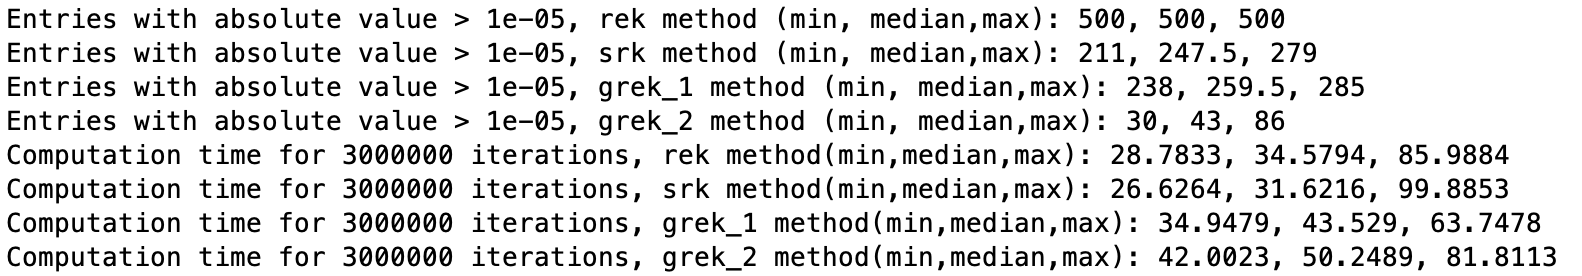 Entries with absolute value > 1e-05, rek method (min, median,max): 500, 500, 500
Entries with absolute value > 1e-05, srk method (min, median,max): 211, 247.5, 279
Entries with absolute value > 1e-05, grek_1 method (min, median,max): 238, 259.5, 285
Entries with absolute value > 1e-05, grek_2 method (min, median,max): 30, 43, 86
Computation time for 3000000 iterations, rek method(min,median,max): 28.7833, 34.5794, 85.9884
Computation time for 3000000 iterations, srk method(min,median,max): 26.6264, 31.6216, 99.8853
Computation time for 3000000 iterations, grek_1 method(min,median,max): 34.9479, 43.529, 63.7478
Computation time for 3000000 iterations, grek_2 method(min,median,max): 42.0023, 50.2489, 81.8113